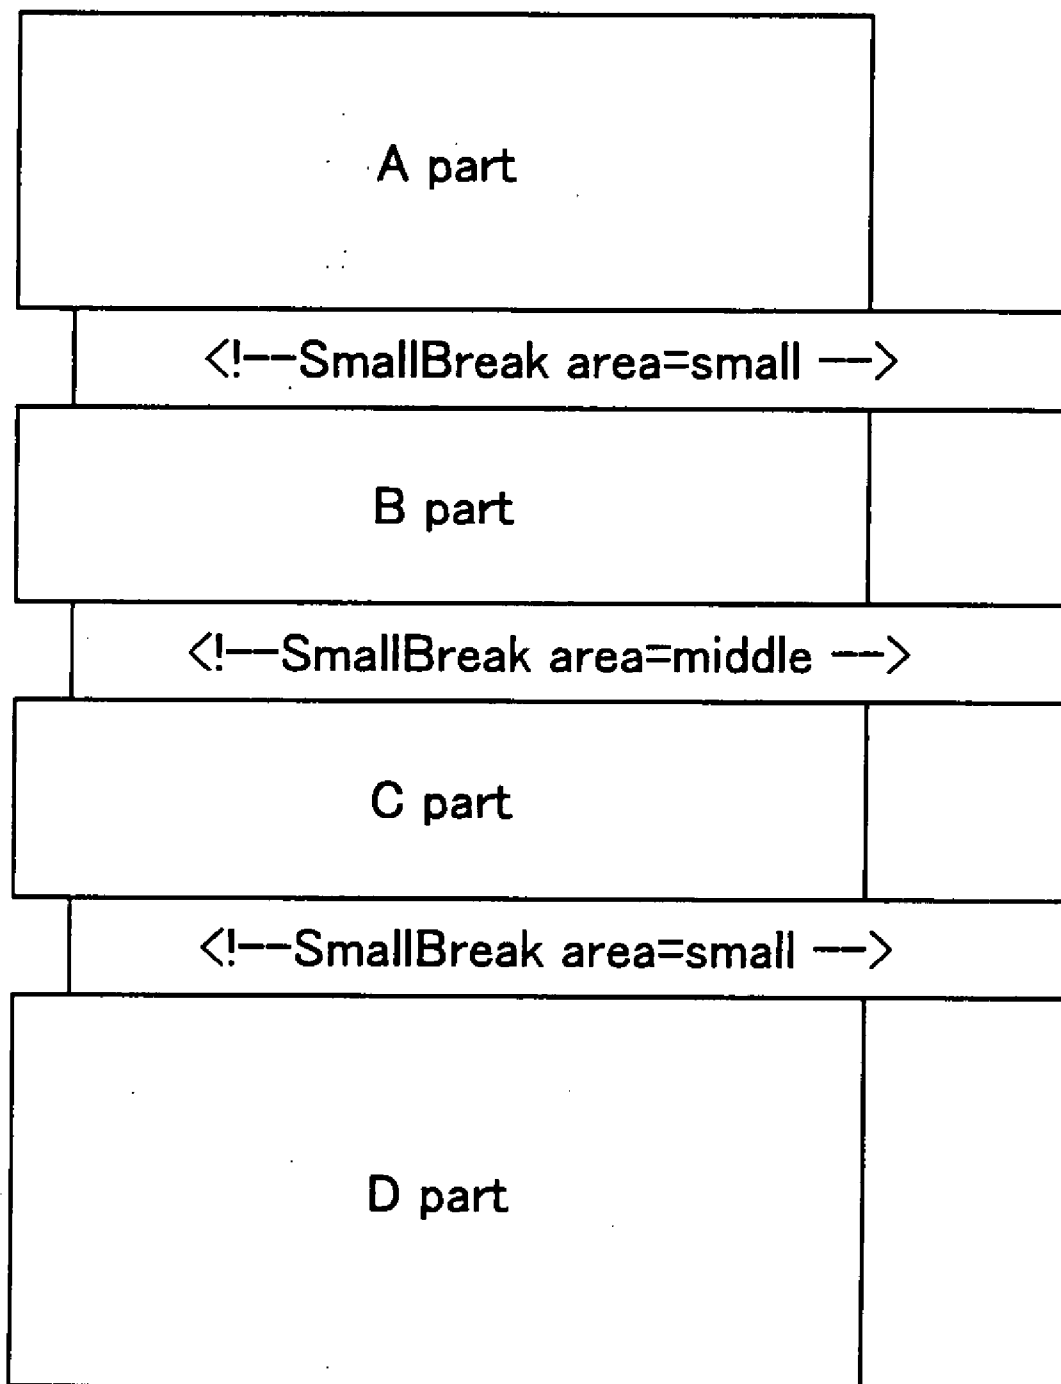 A part
<!--SmallBreak area=small -->
B part
<!--SmallBreak area=middle -->
C part
<!--SmallBreak area=small -->
D part